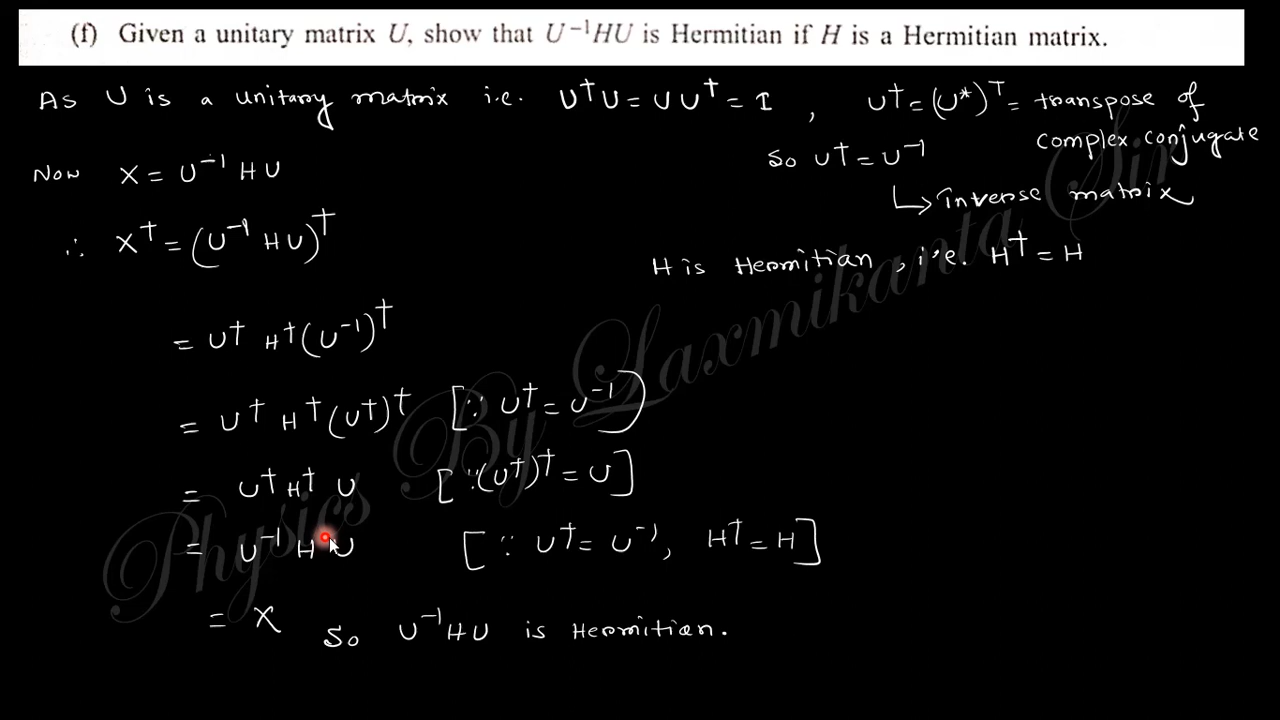 (f) Given a unitary matrix U, show that U⁻¹HU is Hermitian if H is a Hermitian matrix.
As U is a unitary matrix i.e. U†U = UU† = I , U† = (U*)ᵀ = transpose of
complex conjugate
So U† = U⁻¹
↳ inverse matrix
Now X = U⁻¹ H U
∴ X† = (U⁻¹ H U)†
H is Hermitian, i.e. H† = H
= U† H† (U⁻¹)†
= U† H† (U†)† [∵ U† = U⁻¹)
= U† H† U [∵ (U†)† = U]
= U⁻¹ H U [∵ U† = U⁻¹, H† = H]
= X So U⁻¹HU is Hermitian.
Physics By Laxmikanta Sir